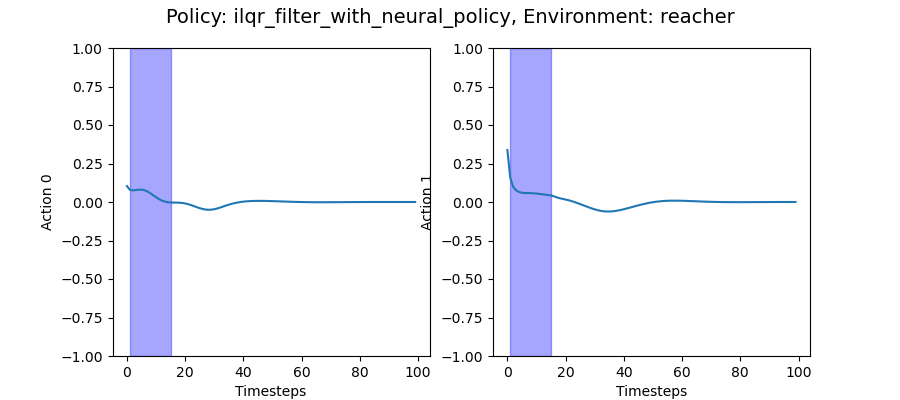 Policy: ilqr_filter_with_neural_policy, Environment: reacher
1.00
0.75
0.50
0.25
0.00
−0.25
−0.50
−0.75
−1.00
Action 0
0 20 40 60 80 100
Timesteps
1.00
0.75
0.50
0.25
0.00
−0.25
−0.50
−0.75
−1.00
Action 1
0 20 40 60 80 100
Timesteps